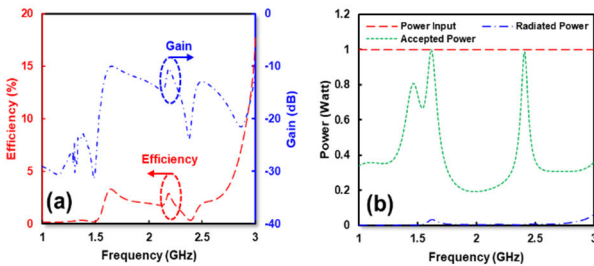 20
15
10
5
0
Efficiency (%)
0
-10
-20
-30
-40
Gain (dB)
Gain
Efficiency
(a)
1
1.5
2
2.5
3
Frequency (GHz)
1.2
1
0.8
0.6
0.4
0.2
0
Power (Watt)
Power Input
Radiated Power
Accepted Power
(b)
1
1.5
2
2.5
3
Frequency (GHz)